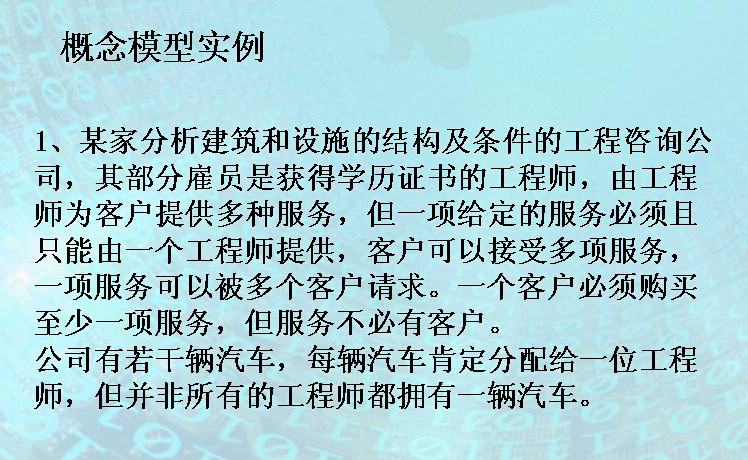 概念模型实例
1、某家分析建筑和设施的结构及条件的工程咨询公
司，其部分雇员是获得学历证书的工程师，由工程
师为客户提供多种服务，但一项给定的服务必须且
只能由一个工程师提供，客户可以接受多项服务，
一项服务可以被多个客户请求。一个客户必须购买
至少一项服务，但服务不必有客户。
公司有若干辆汽车，每辆汽车肯定分配给一位工程
师，但并非所有的工程师都拥有一辆汽车。